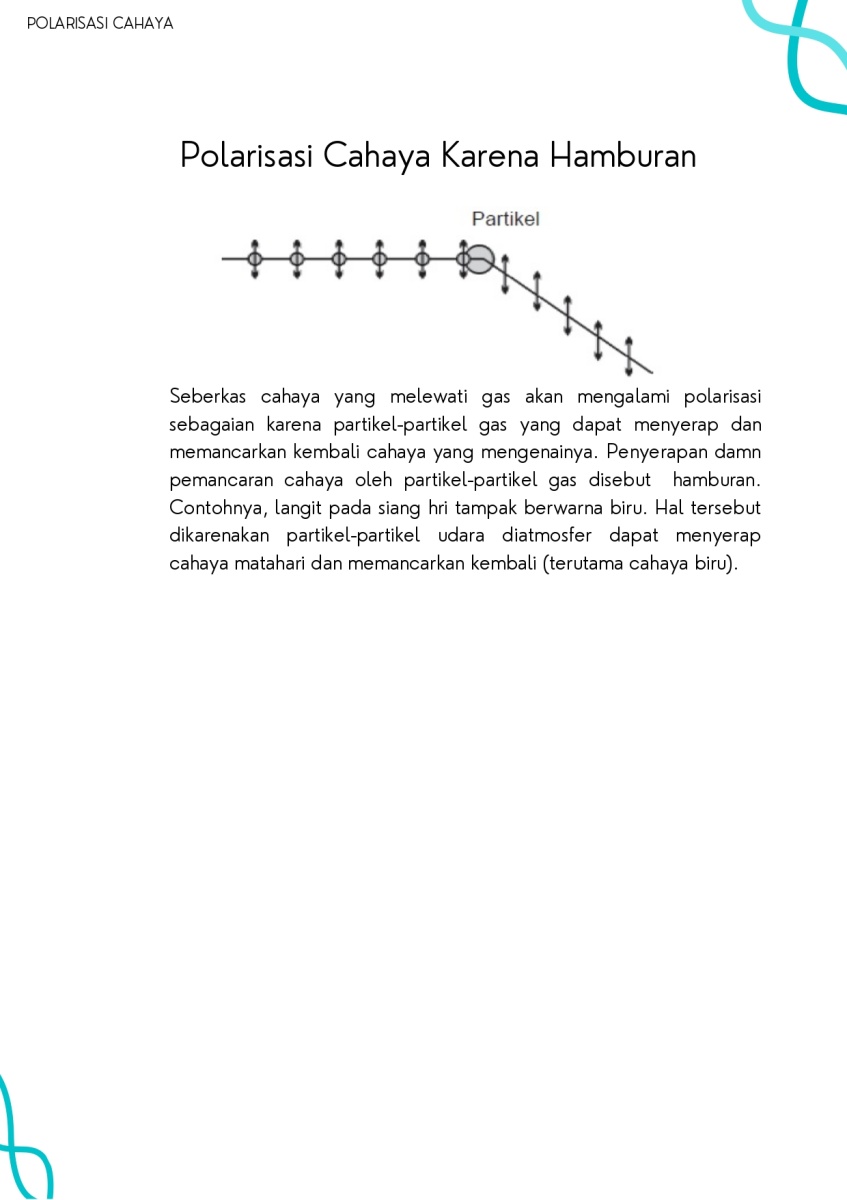 POLARISASI CAHAYA
Polarisasi Cahaya Karena Hamburan
Partikel
Seberkas cahaya yang melewati gas akan mengalami polarisasi
sebagaian karena partikel-partikel gas yang dapat menyerap dan
memancarkan kembali cahaya yang mengenainya. Penyerapan damn
pemancaran cahaya oleh partikel-partikel gas disebut hamburan.
Contohnya, langit pada siang hri tampak berwarna biru. Hal tersebut
dikarenakan partikel-partikel udara diatmosfer dapat menyerap
cahaya matahari dan memancarkan kembali (terutama cahaya biru).